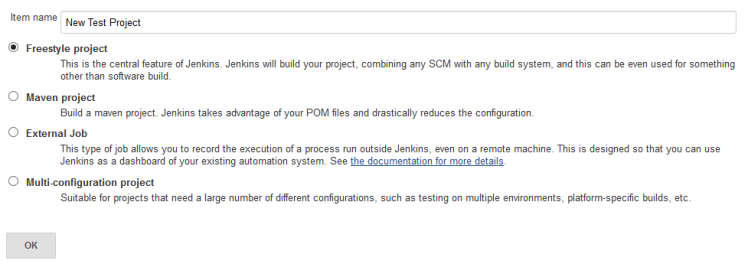 Item name New Test Project
Freestyle project
This is the central feature of Jenkins. Jenkins will build your project, combining any SCM with any build system, and this can be even used for something
other than software build.
Maven project
Build a maven project. Jenkins takes advantage of your POM files and drastically reduces the configuration.
External Job
This type of job allows you to record the execution of a process run outside Jenkins, even on a remote machine. This is designed so that you can use
Jenkins as a dashboard of your existing automation system. See the documentation for more details.
Multi-configuration project
Suitable for projects that need a large number of different configurations, such as testing on multiple environments, platform-specific builds, etc.
OK